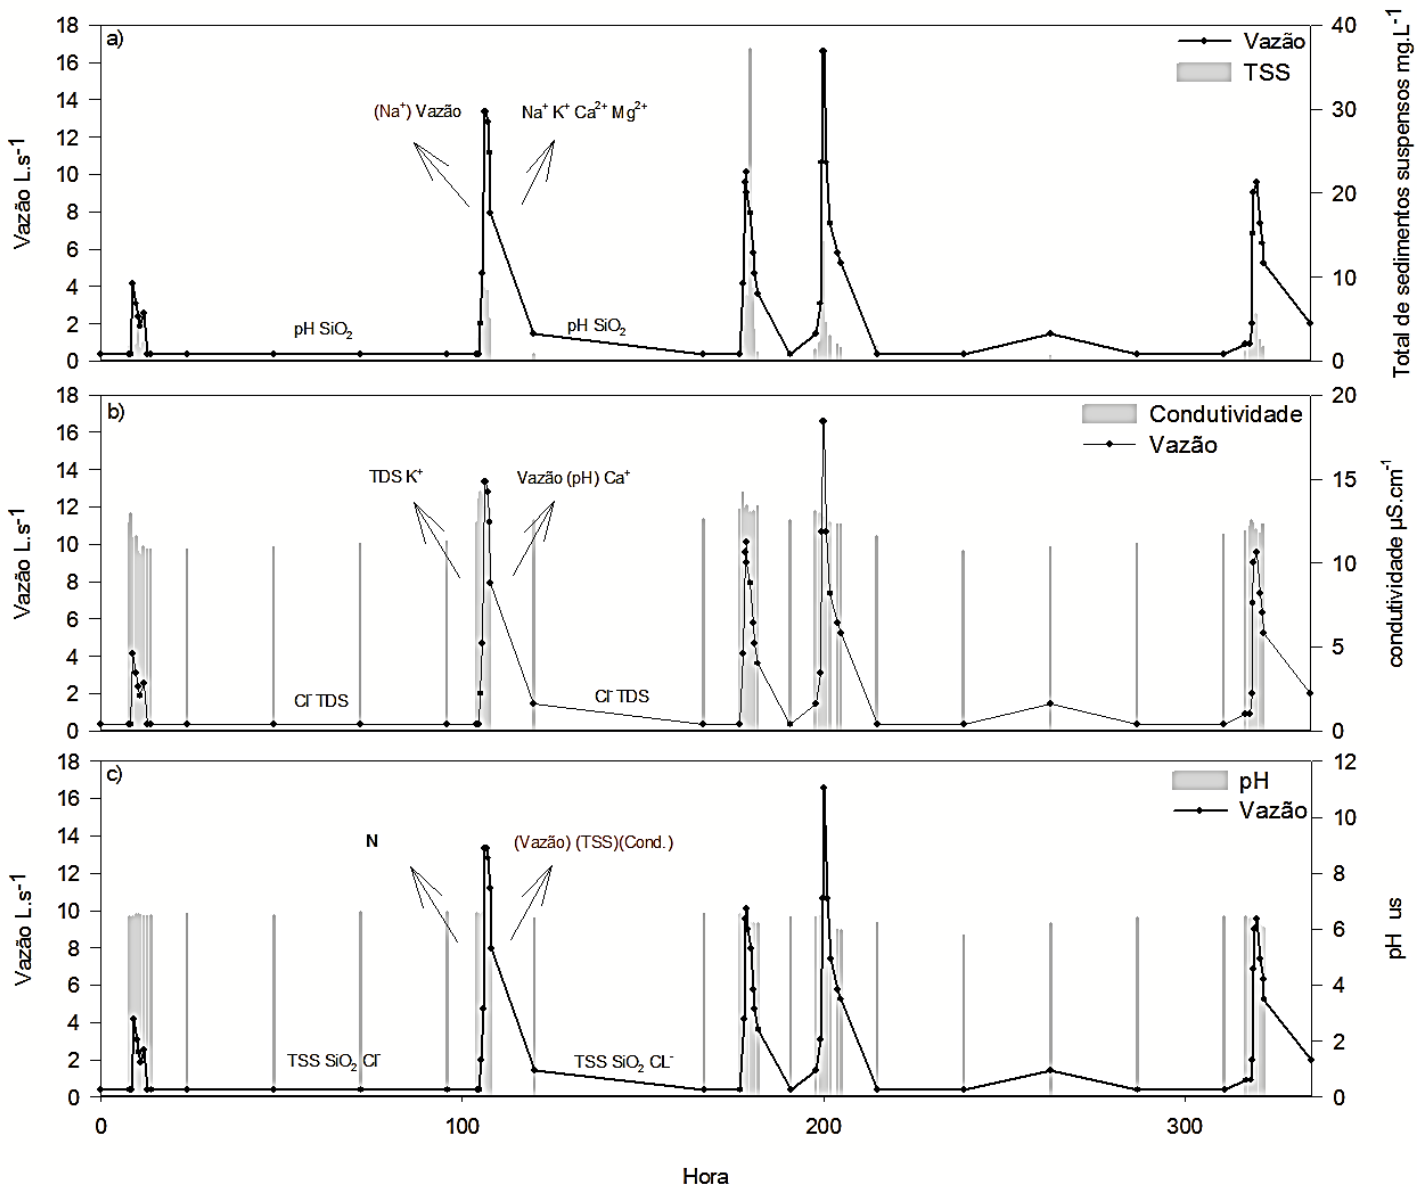 a)
Vazão
TSS
(Na⁺) Vazão
Na⁺ K⁺ Ca²⁺ Mg²⁺
pH SiO₂
pH SiO₂
18
16
14
12
10
8
6
4
2
0
Vazão L.s⁻¹
40
30
20
10
0
Total de sedimentos suspensos mg.L⁻¹
b)
Condutividade
Vazão
TDS K⁺
Vazão (pH) Ca⁺
Cl⁻ TDS
Cl⁻ TDS
18
16
14
12
10
8
6
4
2
0
Vazão L.s⁻¹
20
15
10
5
0
condutividade µS.cm⁻¹
c)
pH
Vazão
N
(Vazão) (TSS)(Cond.)
TSS SiO₂ Cl⁻
TSS SiO₂ CL⁻
18
16
14
12
10
8
6
4
2
0
Vazão L.s⁻¹
12
10
8
6
4
2
0
pH us
0
100
200
300
Hora